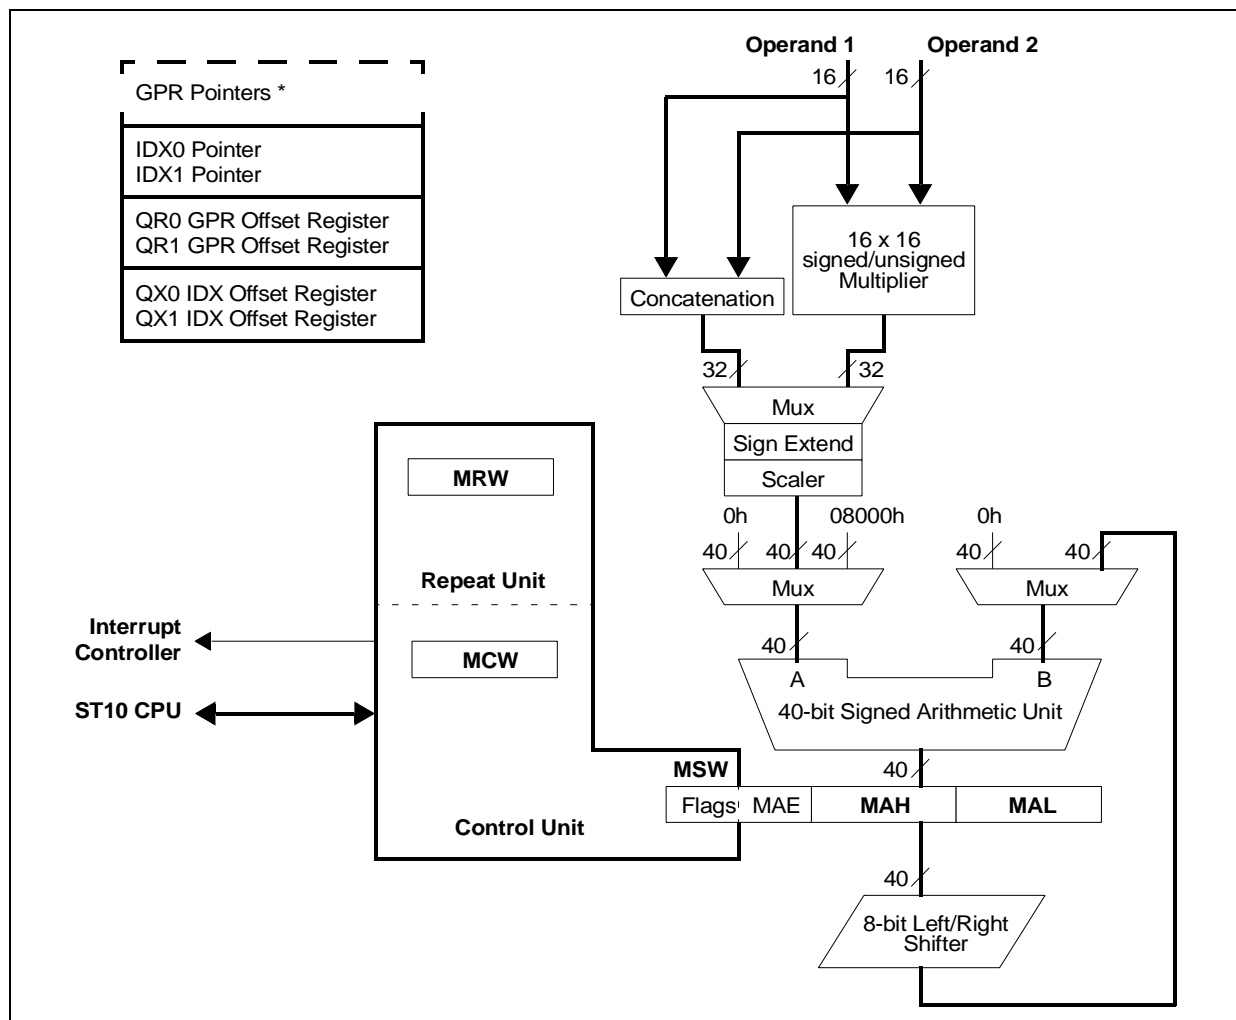 Operand 1
Operand 2
16
16
GPR Pointers *
IDX0 Pointer
IDX1 Pointer
QR0 GPR Offset Register
QR1 GPR Offset Register
QX0 IDX Offset Register
QX1 IDX Offset Register
16 x 16
signed/unsigned
Multiplier
Concatenation
32
32
Mux
Sign Extend
Scaler
MRW
0h
08000h
0h
40
40
40
40
40
Repeat Unit
Mux
Mux
Interrupt
Controller
MCW
40
40
A
B
ST10 CPU
40-bit Signed Arithmetic Unit
MSW
40
Flags
MAE
MAH
MAL
Control Unit
40
8-bit Left/Right
Shifter